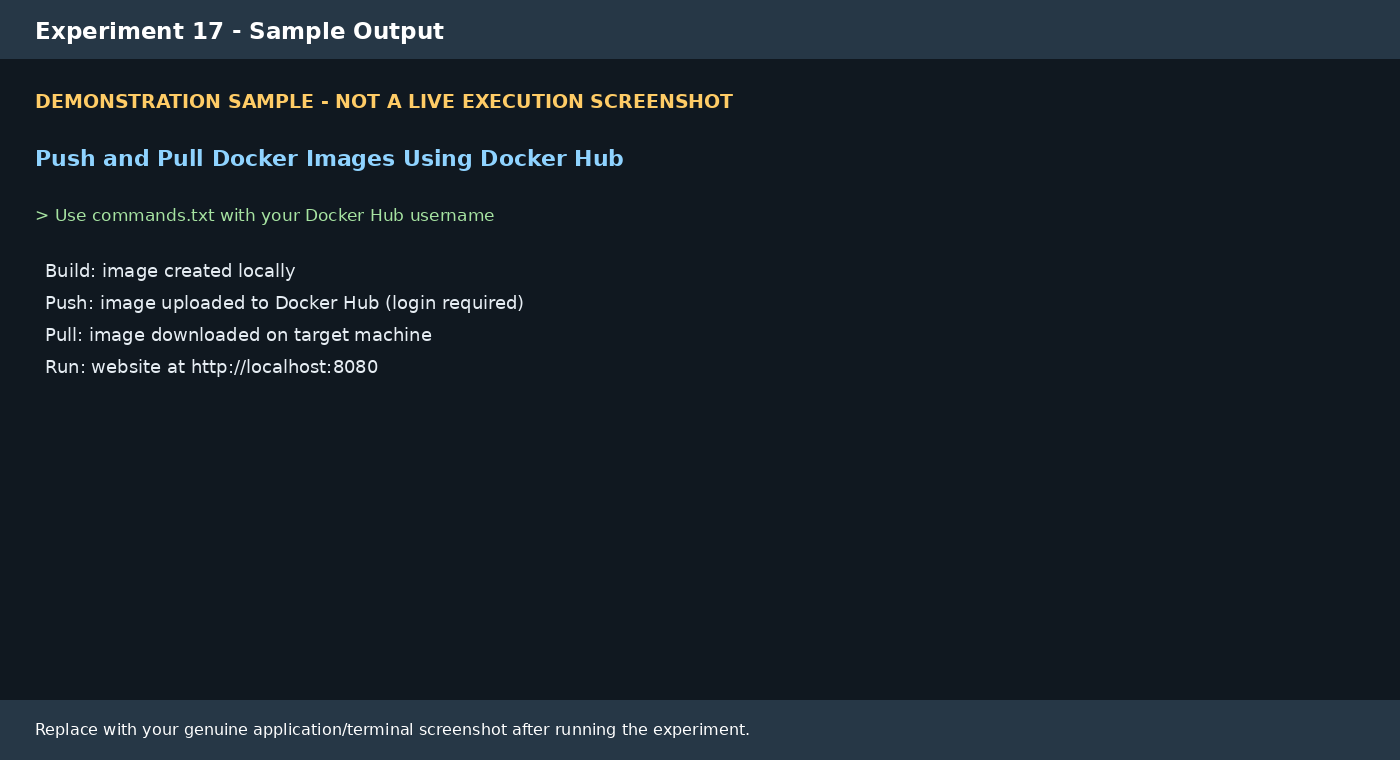 Experiment 17 - Sample Output
DEMONSTRATION SAMPLE - NOT A LIVE EXECUTION SCREENSHOT
Push and Pull Docker Images Using Docker Hub
> Use commands.txt with your Docker Hub username
Build: image created locally
Push: image uploaded to Docker Hub (login required)
Pull: image downloaded on target machine
Run: website at http://localhost:8080
Replace with your genuine application/terminal screenshot after running the experiment.